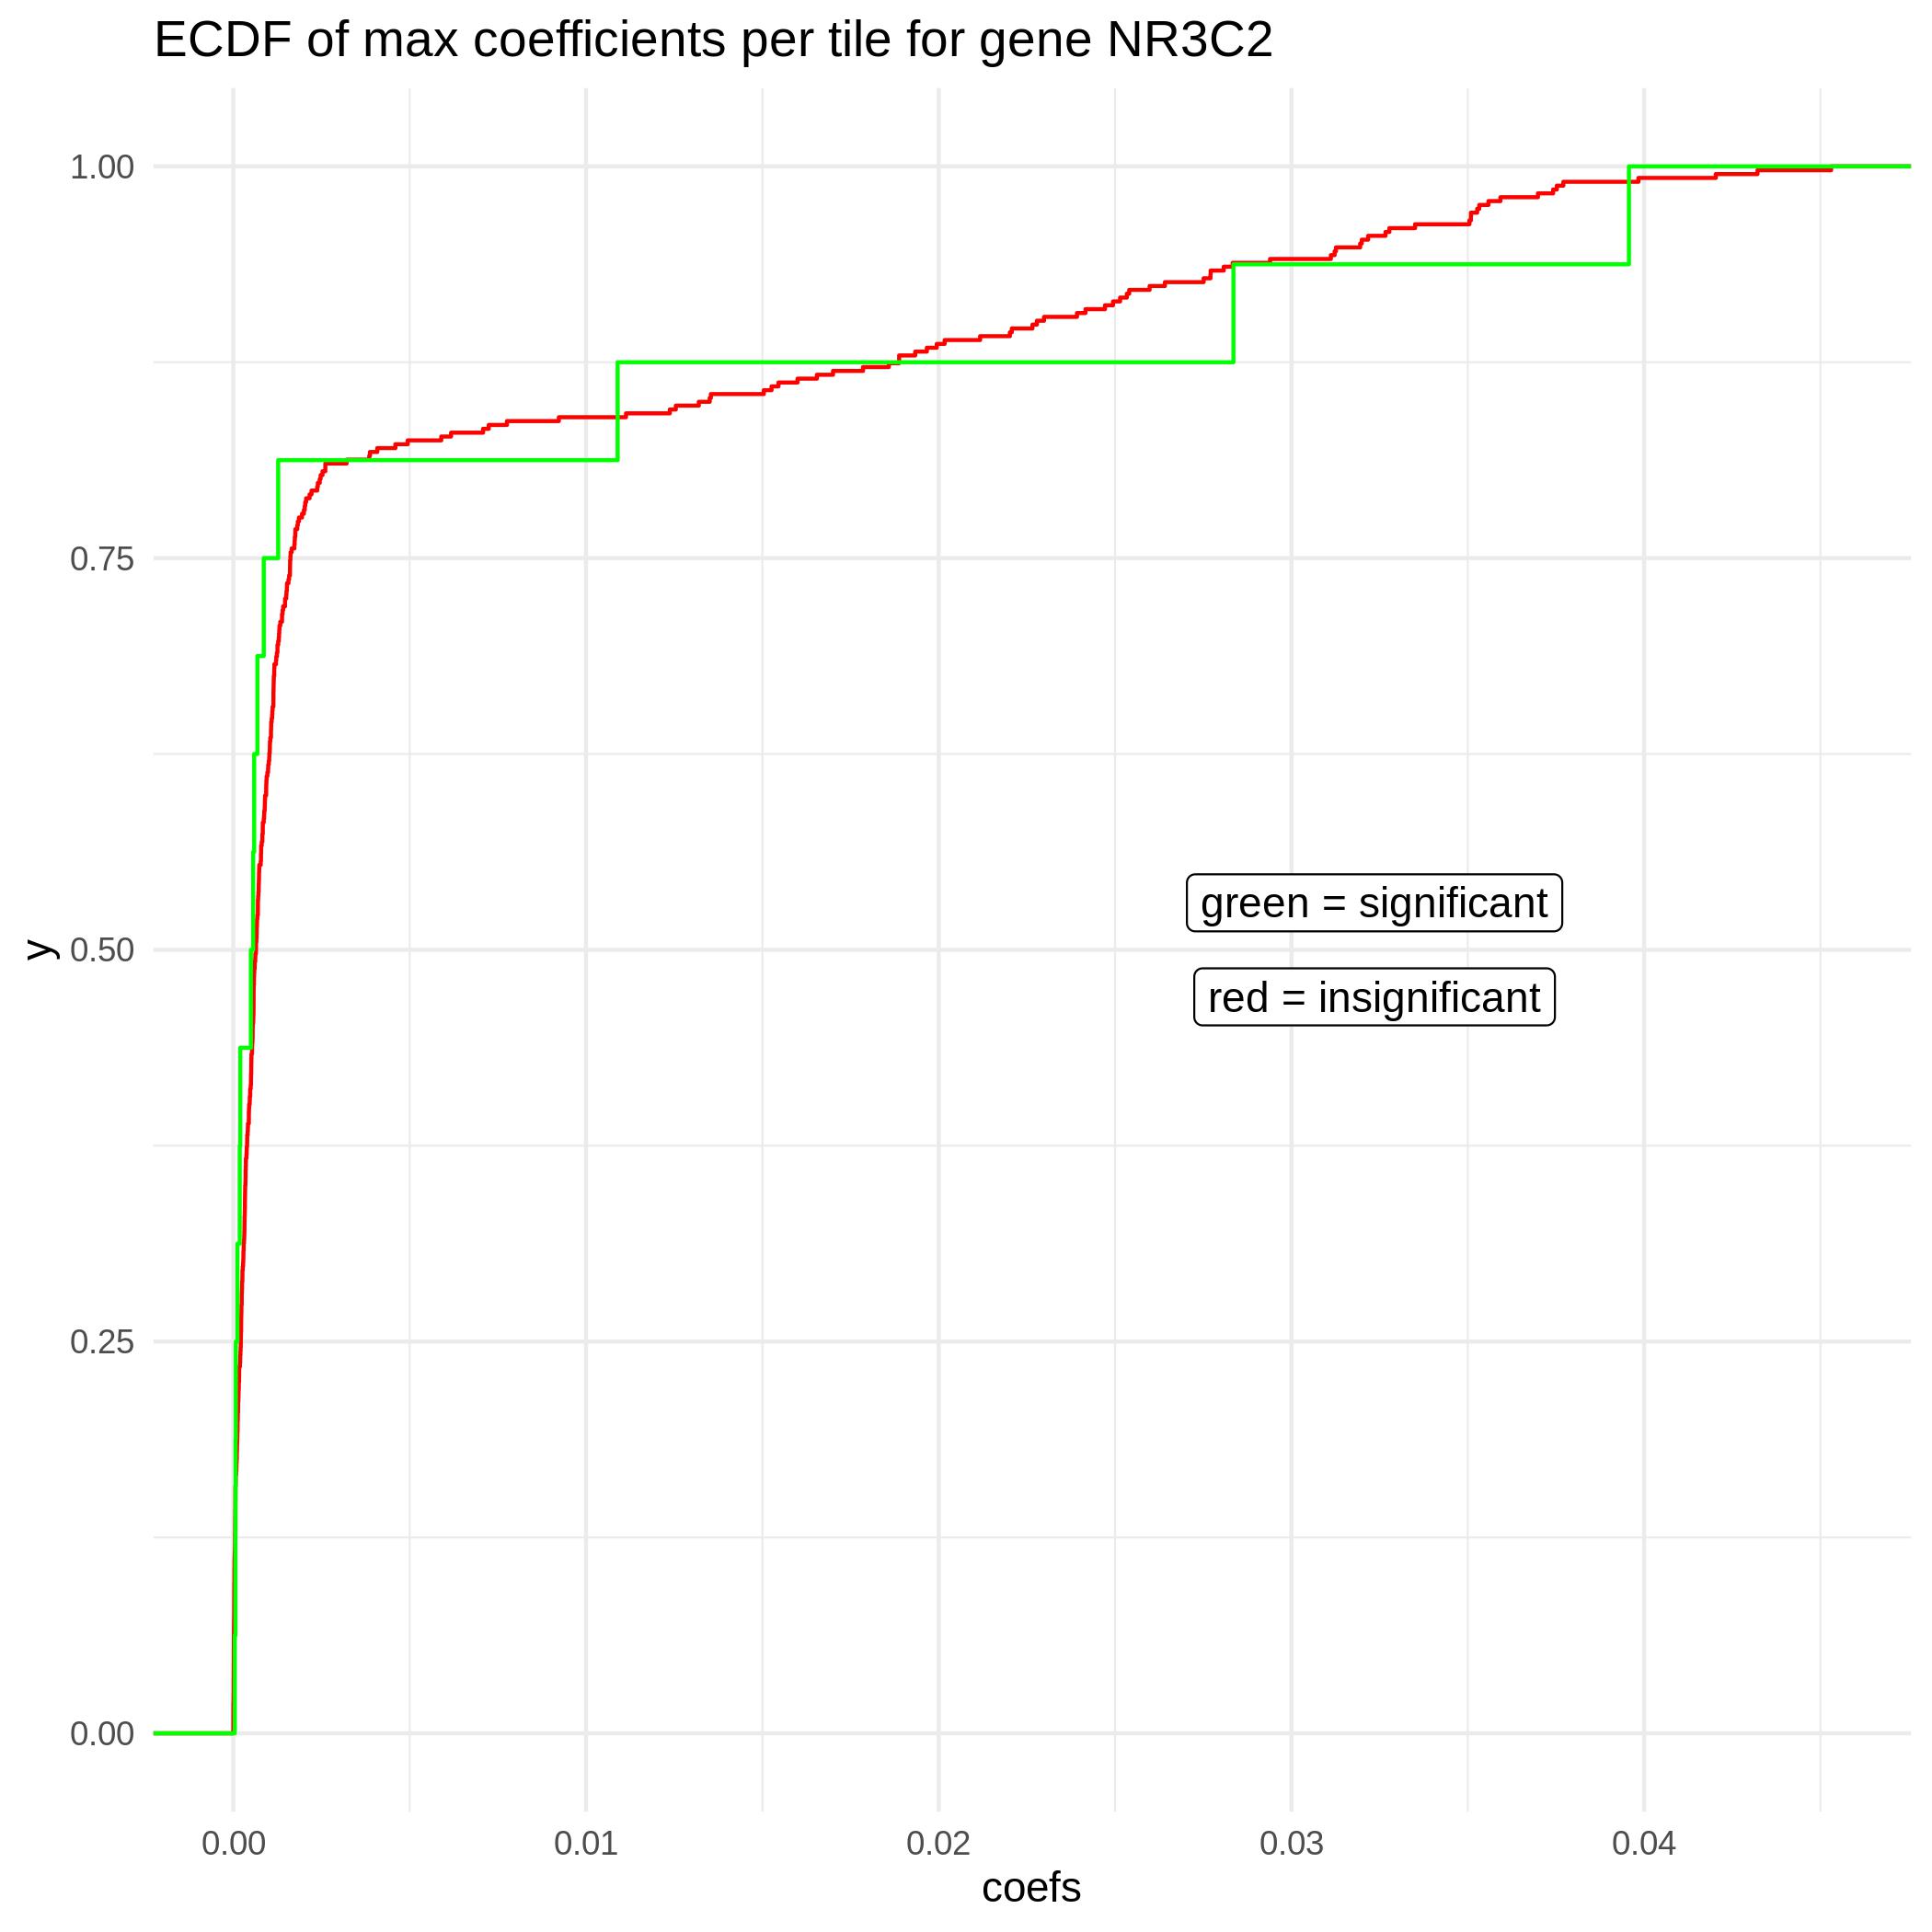 ECDF of max coefficients per tile for gene NR3C2
1.00
0.75
0.50
0.25
0.00
y
green = significant
red = insignificant
0.00 0.01 0.02 0.03 0.04
coefs